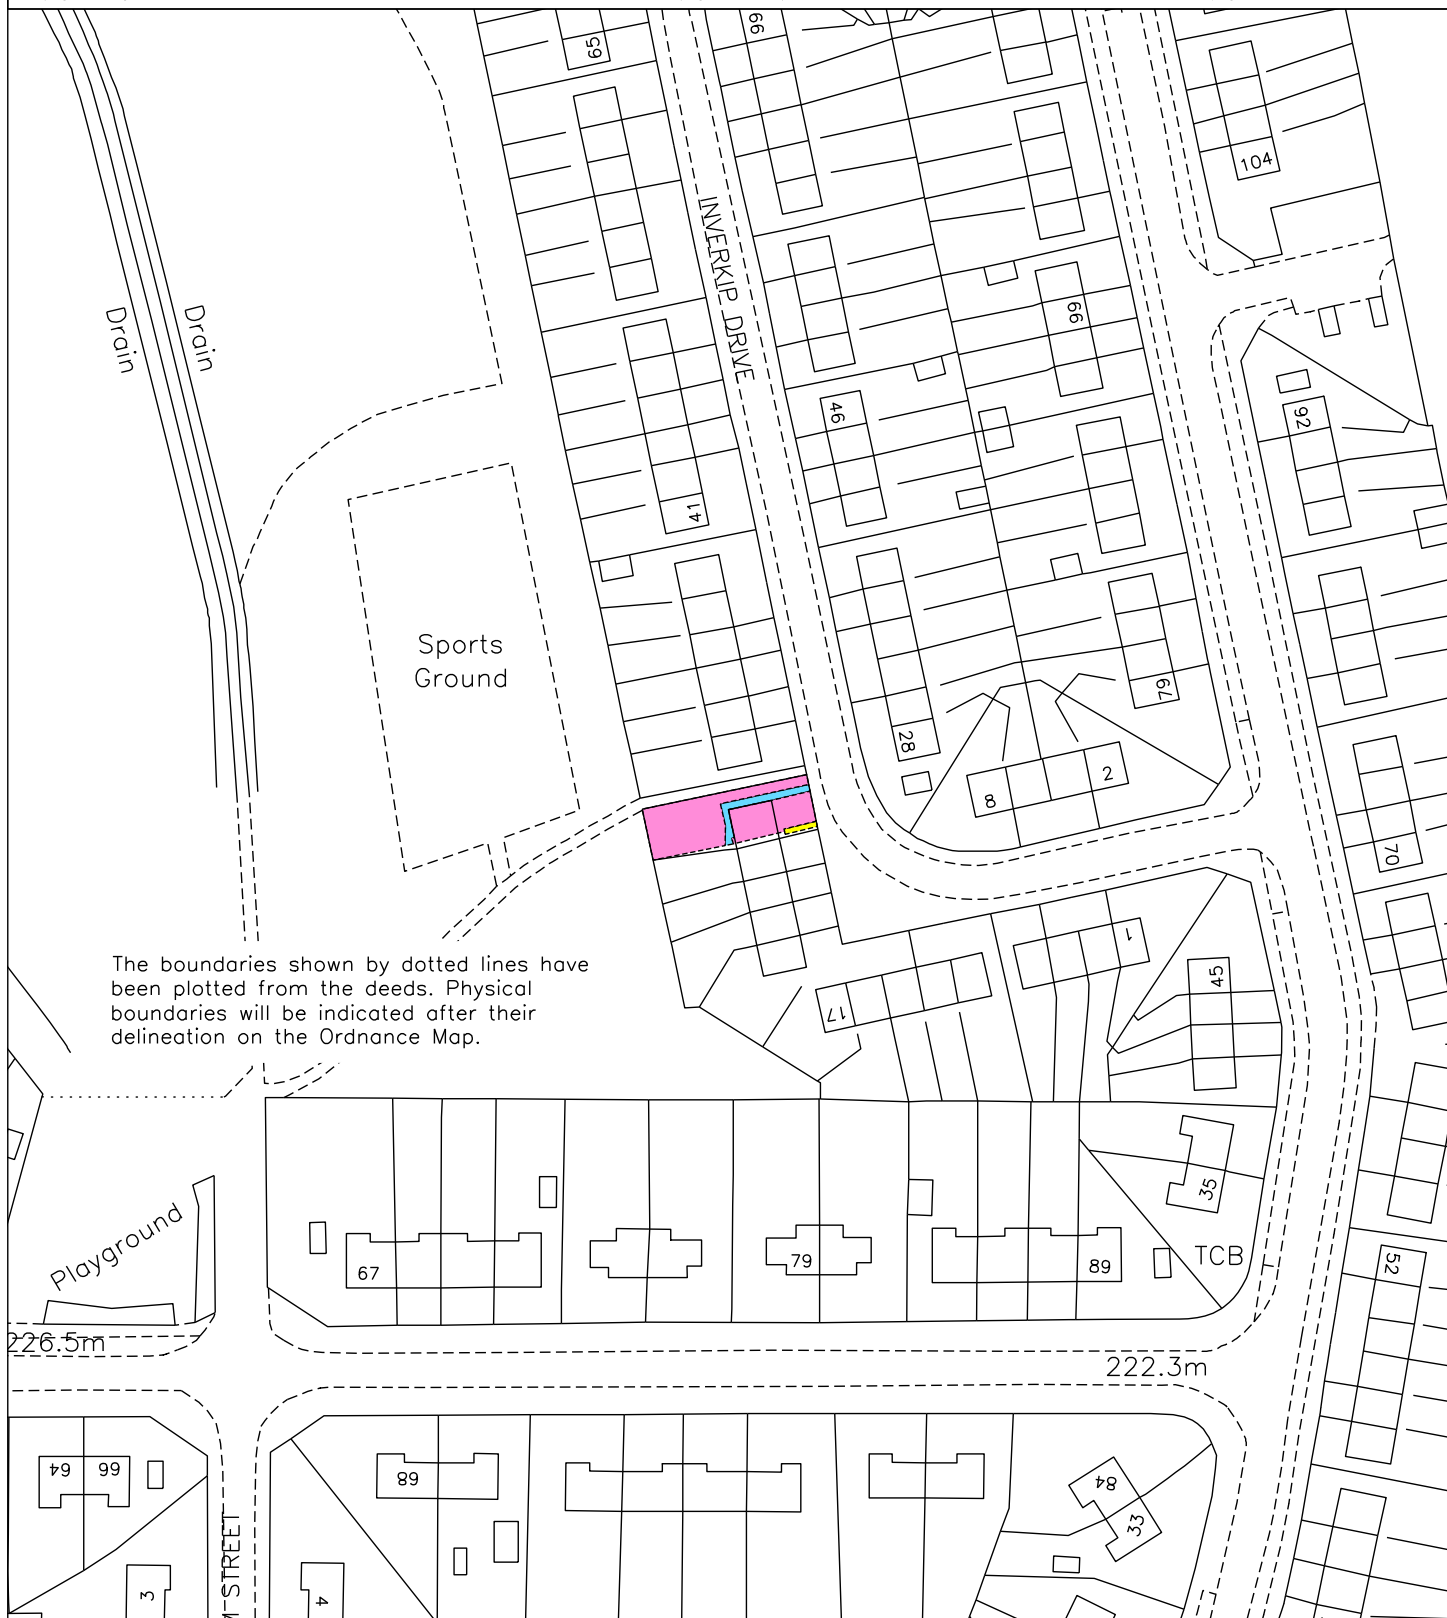 65
66
104
INVERKIP DRIVE
Drain
Drain
66
46
92
41
Sports
Ground
67
28
2
8
70
1
The boundaries shown by dotted lines have
been plotted from the deeds. Physical
boundaries will be indicated after their
delineation on the Ordnance Map.
45
17
35
Playground
TCB
79
67
89
52
226.5m
222.3m
64
66
68
84
33
STREET
3
4